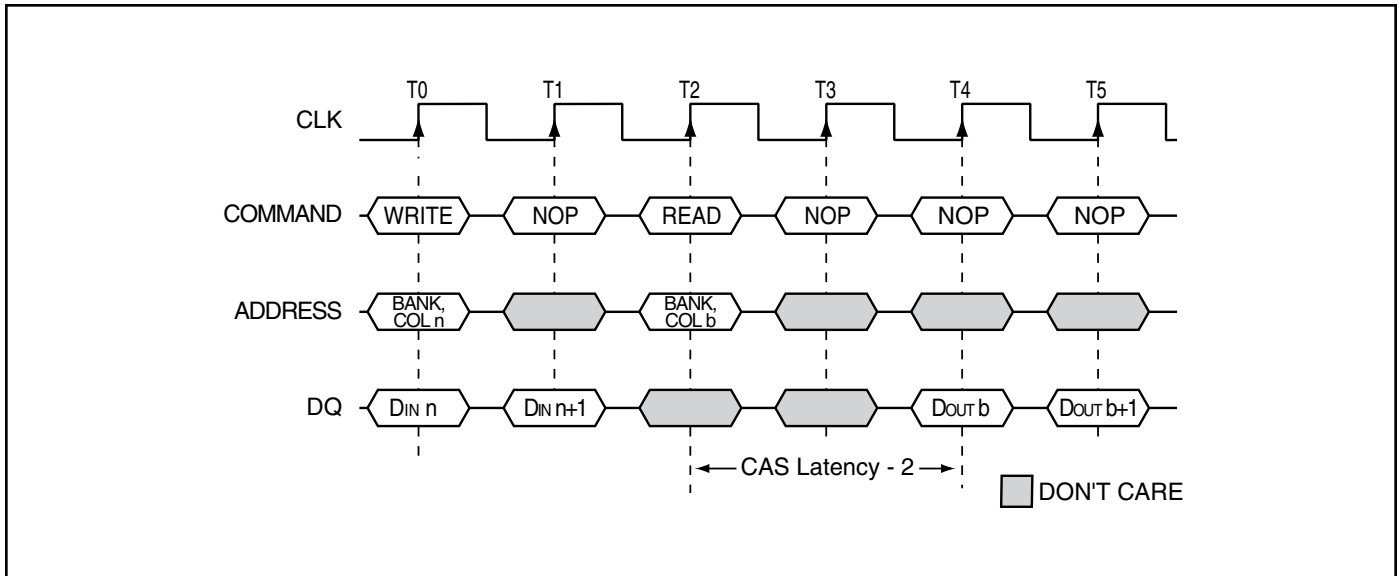 T0 T1 T2 T3 T4 T5
CLK
COMMAND WRITE NOP READ NOP NOP NOP
ADDRESS BANK, COL n BANK, COL b
DQ DIN n DIN n+1 DOUT b DOUT b+1
CAS Latency - 2
DON'T CARE